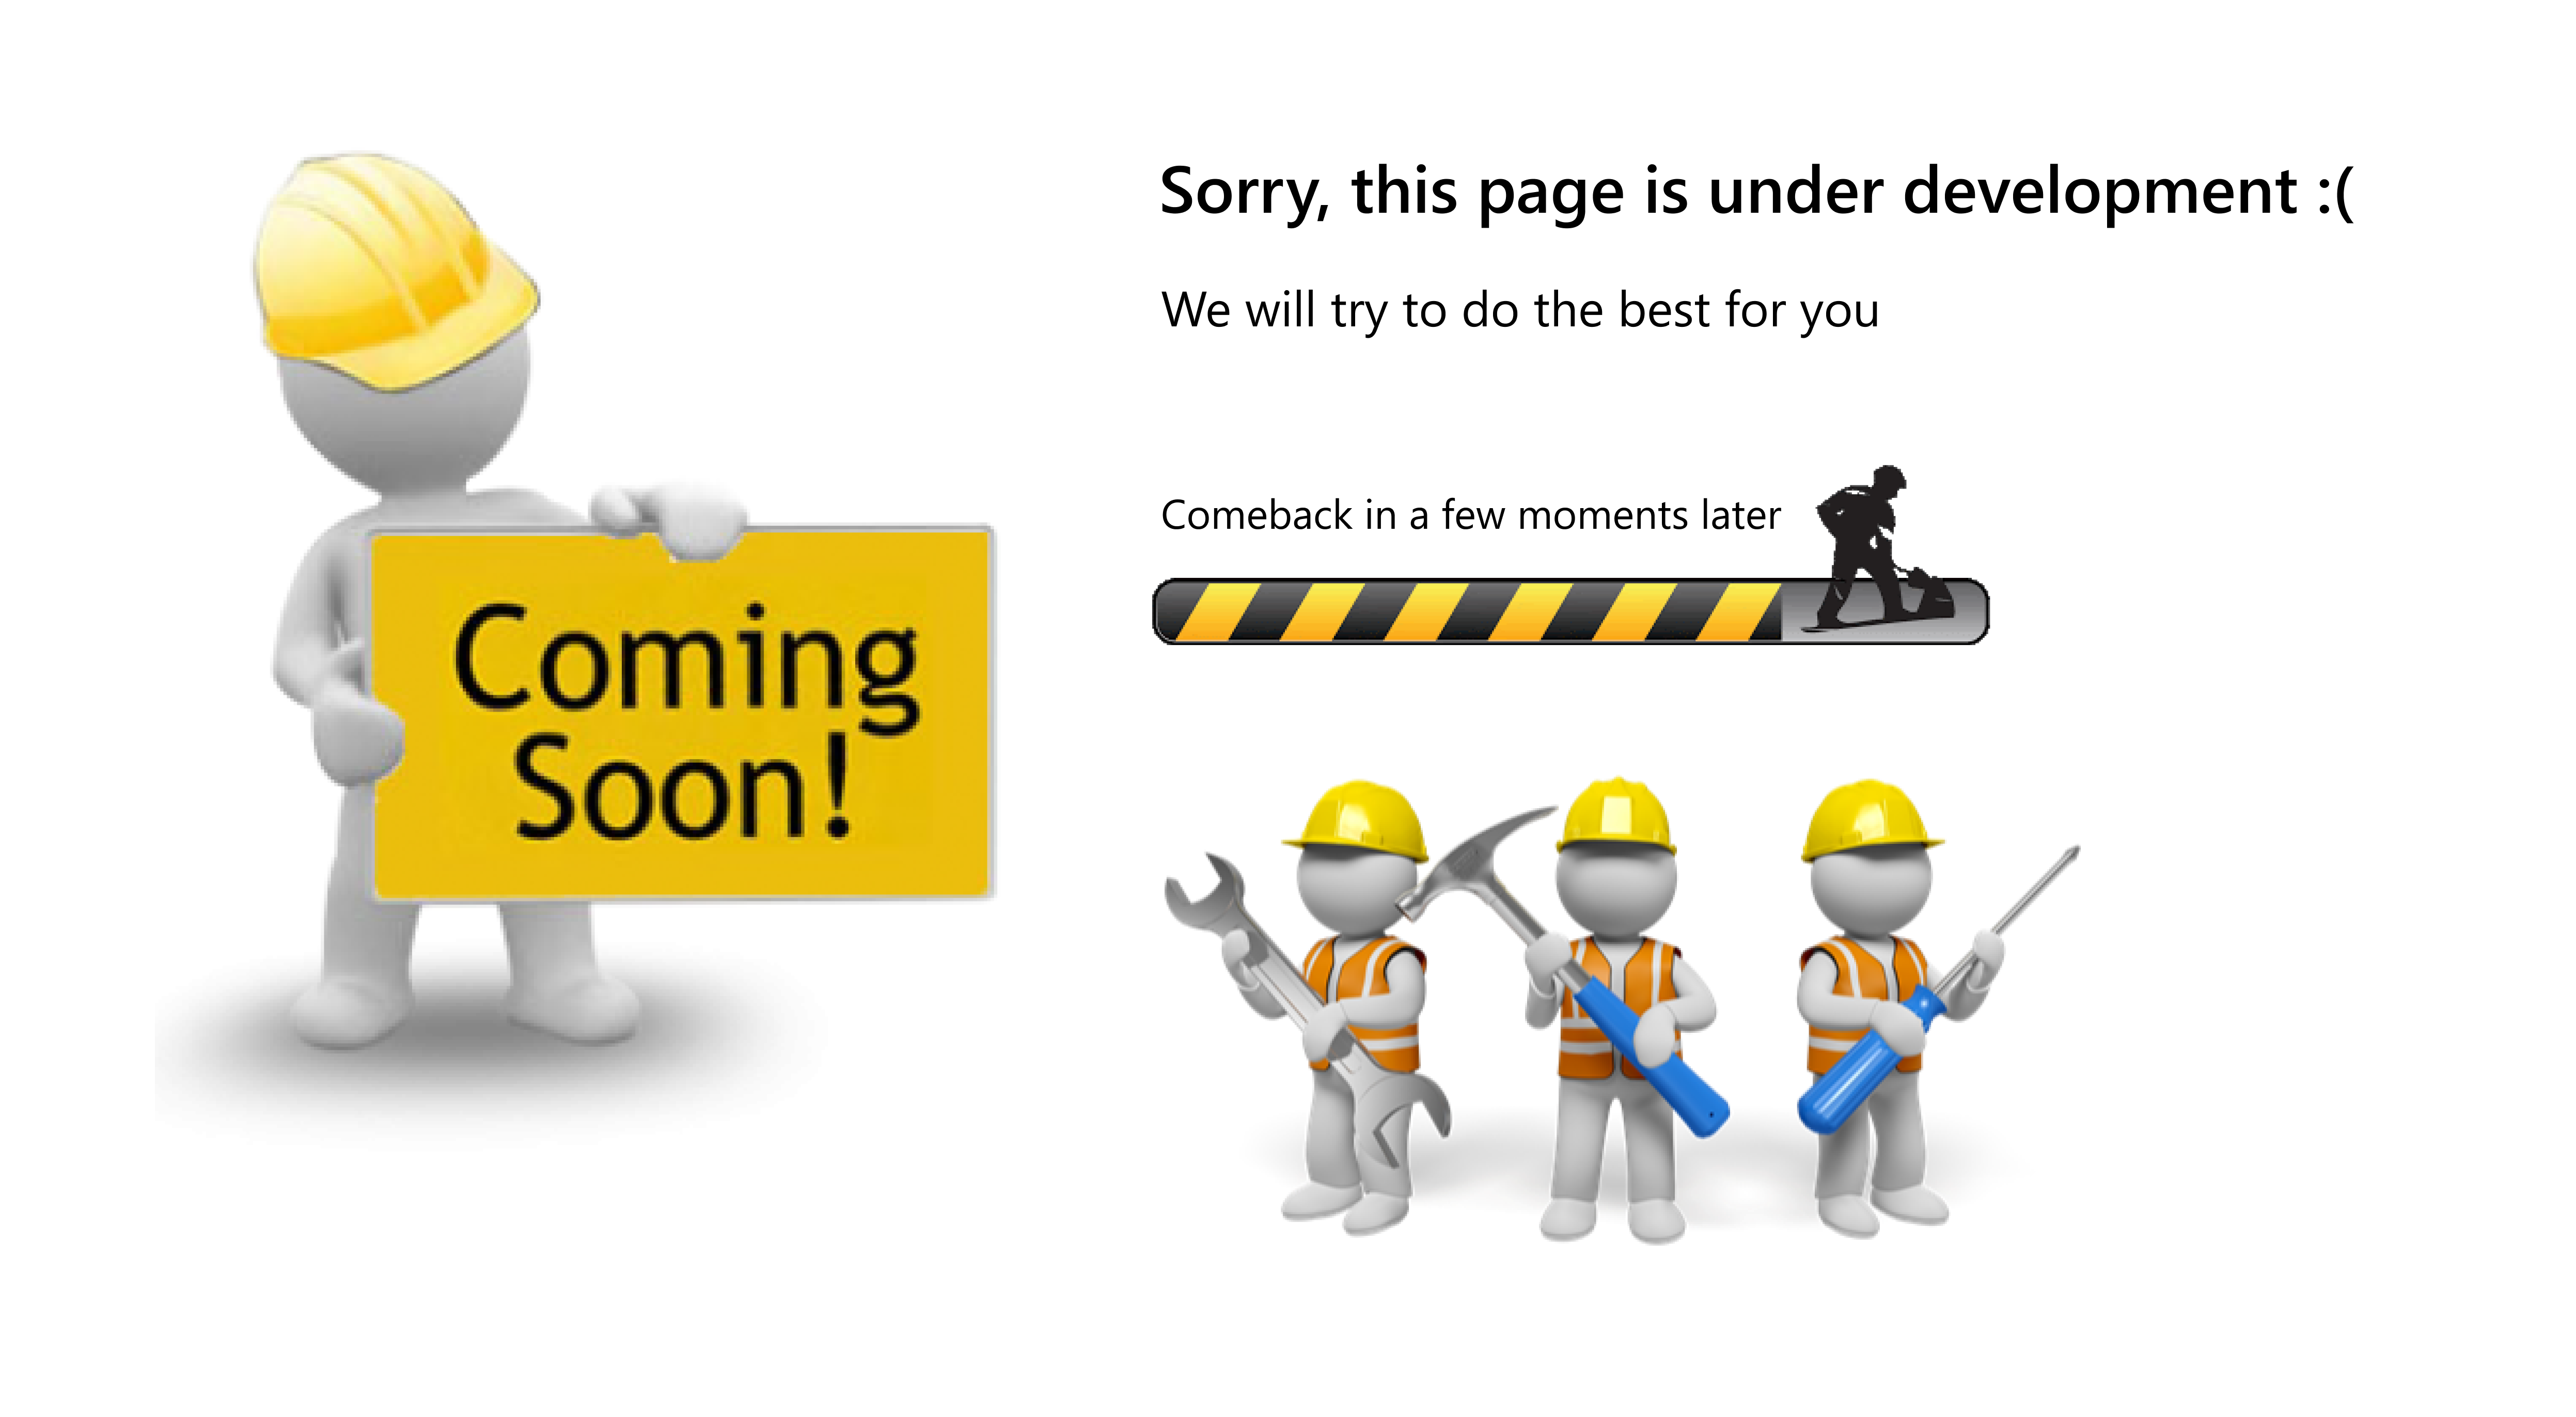 Coming
Soon!
Sorry, this page is under development :(
We will try to do the best for you
Comeback in a few moments later